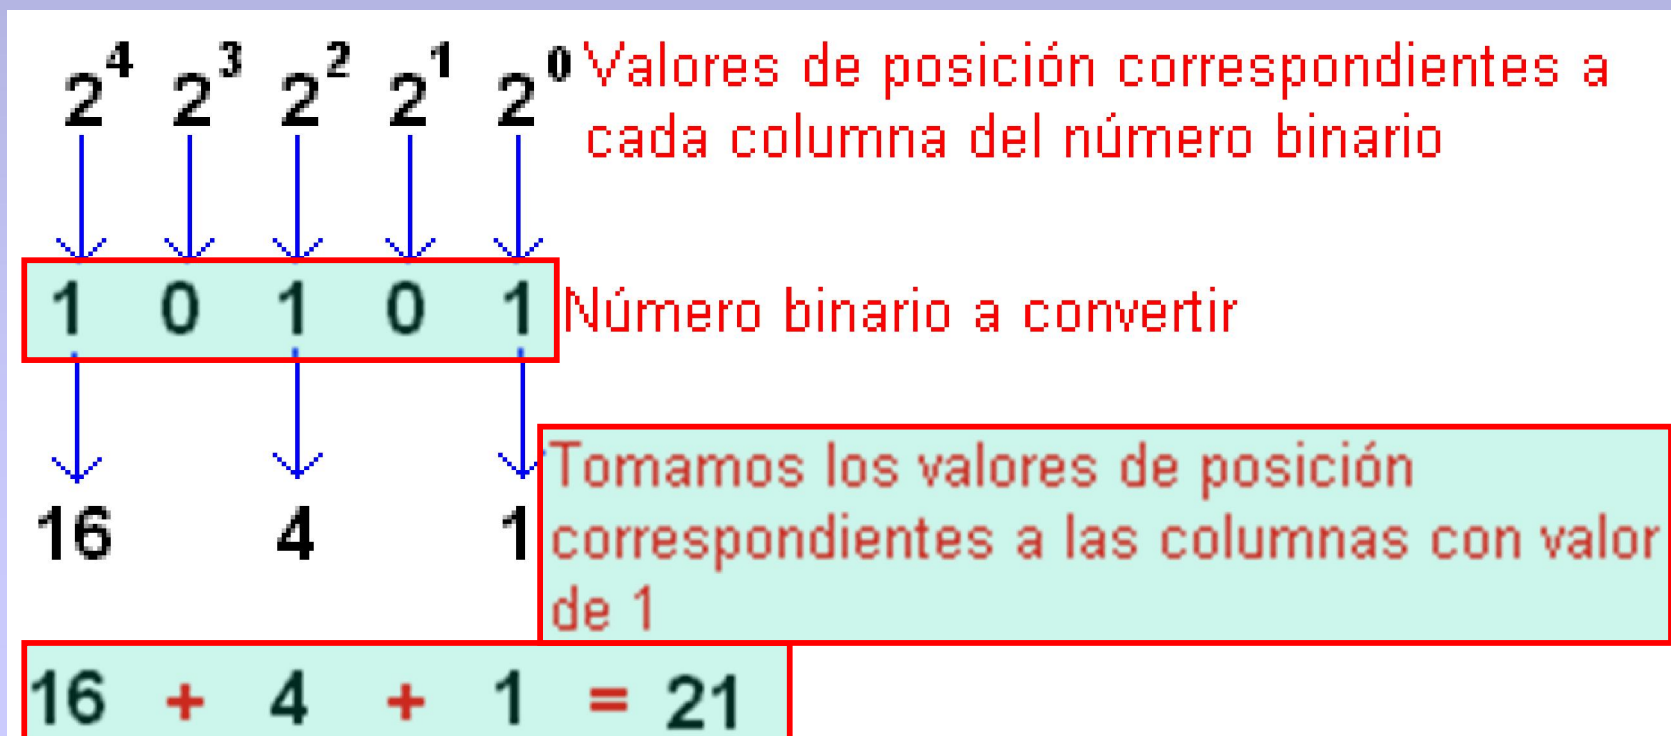 2⁴ 2³ 2² 2¹ 2⁰ Valores de posición correspondientes a
cada columna del número binario
1 0 1 0 1 Número binario a convertir
Tomamos los valores de posición
16 4 1 correspondientes a las columnas con valor
de 1
16 + 4 + 1 = 21